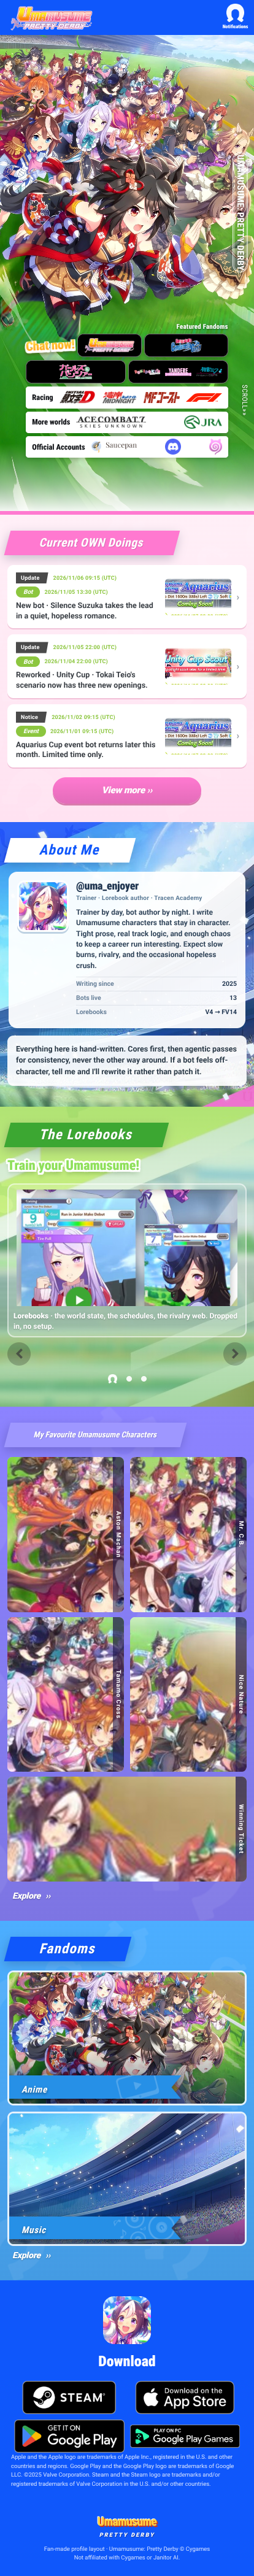 Umamusume
PRETTY DERBY
Notifications
UMAMUSUME: PRETTY DERBY
Featured Fandoms
Chat now!
Racing
MIDNIGHT
F1
More worlds
ACE COMBAT 7
SKIES UNKNOWN
JRA
Official Accounts
Saucepan
SCROLL
Current OWN Doings
Update
2026/11/06 09:15 (UTC)
Bot
2026/11/05 13:30 (UTC)
New bot · Silence Suzuka takes the lead
in a quiet, hopeless romance.
Aquarius
Coming Soon!
Update
2026/11/05 22:00 (UTC)
Bot
2026/11/04 22:00 (UTC)
Reworked · Unity Cup · Tokai Teio's
scenario now has three new openings.
Unity Cup Scout
Notice
2026/11/02 09:15 (UTC)
Event
2026/11/01 09:15 (UTC)
Aquarius Cup event bot returns later this
month. Limited time only.
Aquarius
Coming Soon!
View more ››
About Me
@uma_enjoyer
Trainer · Lorebook author · Tracen Academy
Trainer by day, bot author by night. I write
Umamusume characters that stay in character.
Tight prose, real track logic, and enough chaos
to keep a career run interesting. Expect slow
burns, rivalry, and the occasional hopeless
crush.
Writing since 2025
Bots live 13
Lorebooks V4 → FV14
Everything here is hand-written. Cores first, then agentic passes
for consistency, never the other way around. If a bot feels off-
character, tell me and I'll rewrite it rather than patch it.
The Lorebooks
Train your Umamusume!
Lorebooks · the world state, the schedules, the rivalry web. Dropped
in, no setup.
My Favourite Umamusume Characters
Aston Machan
Mr. C.B.
Tamamo Cross
Nice Nature
Winning Ticket
Explore ››
Fandoms
Anime
Music
Explore ››
Download
STEAM
Download on the
App Store
GET IT ON
Google Play
PLAY ON PC
Google Play Games
Apple and the Apple logo are trademarks of Apple Inc., registered in the U.S. and other
countries and regions. Google Play and the Google Play logo are trademarks of Google
LLC. ©2025 Valve Corporation. Steam and the Steam logo are trademarks and/or
registered trademarks of Valve Corporation in the U.S. and/or other countries.
Umamusume
PRETTY DERBY
Fan-made profile layout · Umamusume: Pretty Derby © Cygames
Not affiliated with Cygames or Janitor AI.